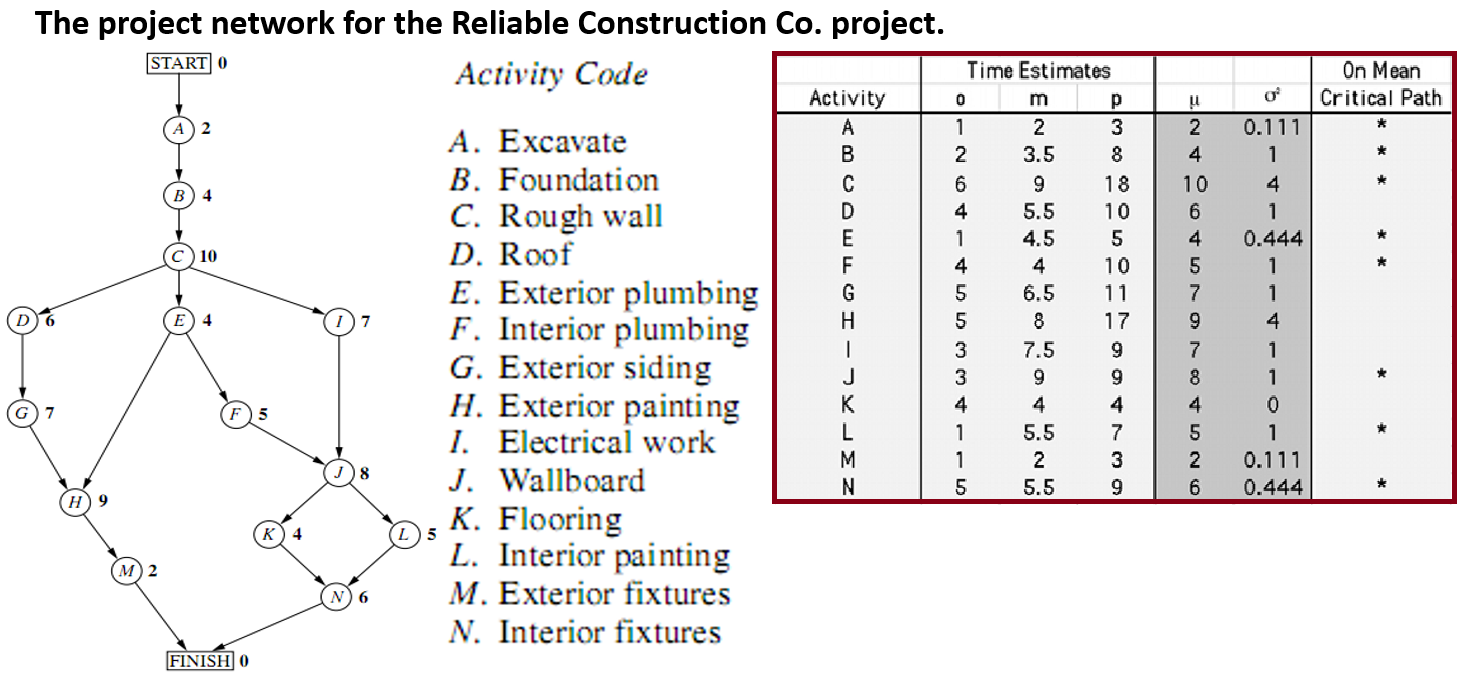 The project network for the Reliable Construction Co. project.
START 0
A 2
B 4
C 10
D 6
E 4
I 7
G 7
F 5
J 8
H 9
K 4
L 5
M 2
N 6
FINISH 0
Activity Code
A. Excavate
B. Foundation
C. Rough wall
D. Roof
E. Exterior plumbing
F. Interior plumbing
G. Exterior siding
H. Exterior painting
I. Electrical work
J. Wallboard
K. Flooring
L. Interior painting
M. Exterior fixtures
N. Interior fixtures
Time Estimates On Mean
Activity o m p μ σ² Critical Path
A 1 2 3 2 0.111 *
B 2 3.5 8 4 1 *
C 6 9 18 10 4 *
D 4 5.5 10 6 1
E 1 4.5 5 4 0.444 *
F 4 4 10 5 1 *
G 5 6.5 11 7 1
H 5 8 17 9 4
I 3 7.5 9 7 1
J 3 9 9 8 1 *
K 4 4 4 4 0
L 1 5.5 7 5 1 *
M 1 2 3 2 0.111
N 5 5.5 9 6 0.444 *